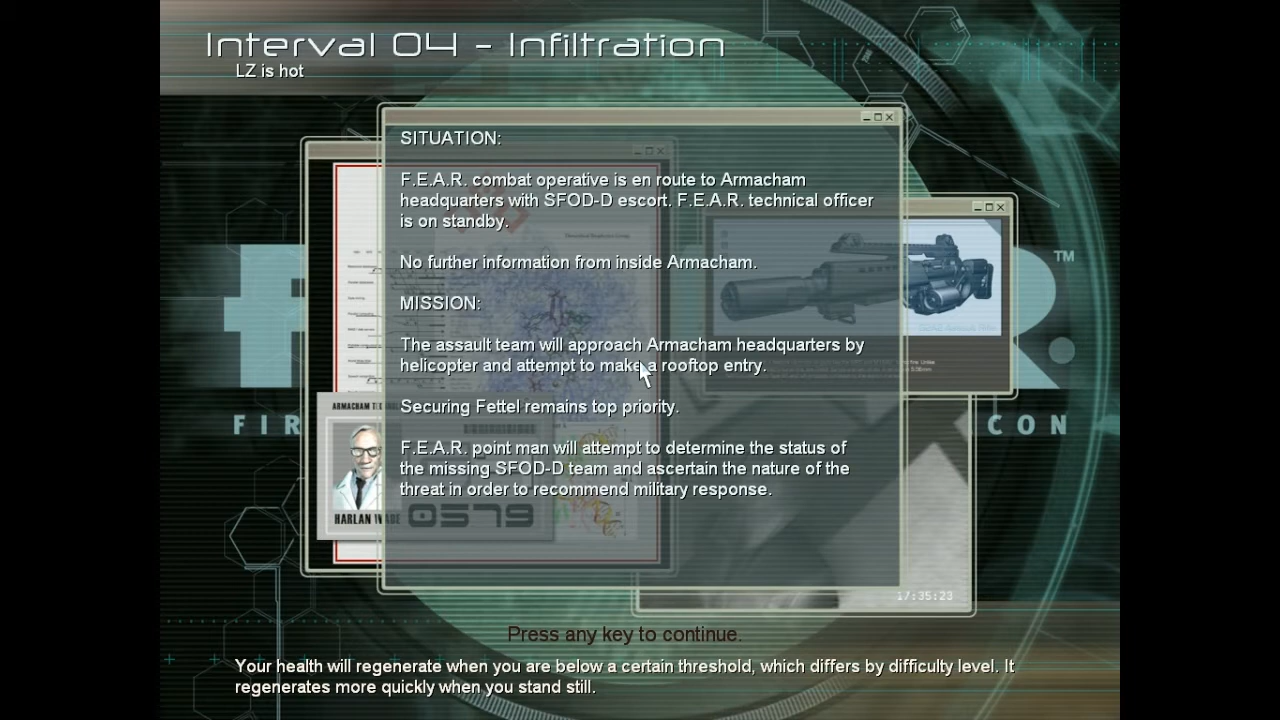 Interval 04 - Infiltration
LZ is hot
SITUATION:
F.E.A.R. combat operative is en route to Armacham
headquarters with SFOD-D escort. F.E.A.R. technical officer
is on standby.
No further information from inside Armacham.
MISSION:
The assault team will approach Armacham headquarters by
helicopter and attempt to make a rooftop entry.
Securing Fettel remains top priority.
F.E.A.R. point man will attempt to determine the status of
the missing SFOD-D team and ascertain the nature of the
threat in order to recommend military response.
F R. ™
FIR CON
ARMACHAM
HARLAN WADE 0579
17:35:23
Press any key to continue.
Your health will regenerate when you are below a certain threshold, which differs by difficulty level. It
regenerates more quickly when you stand still.